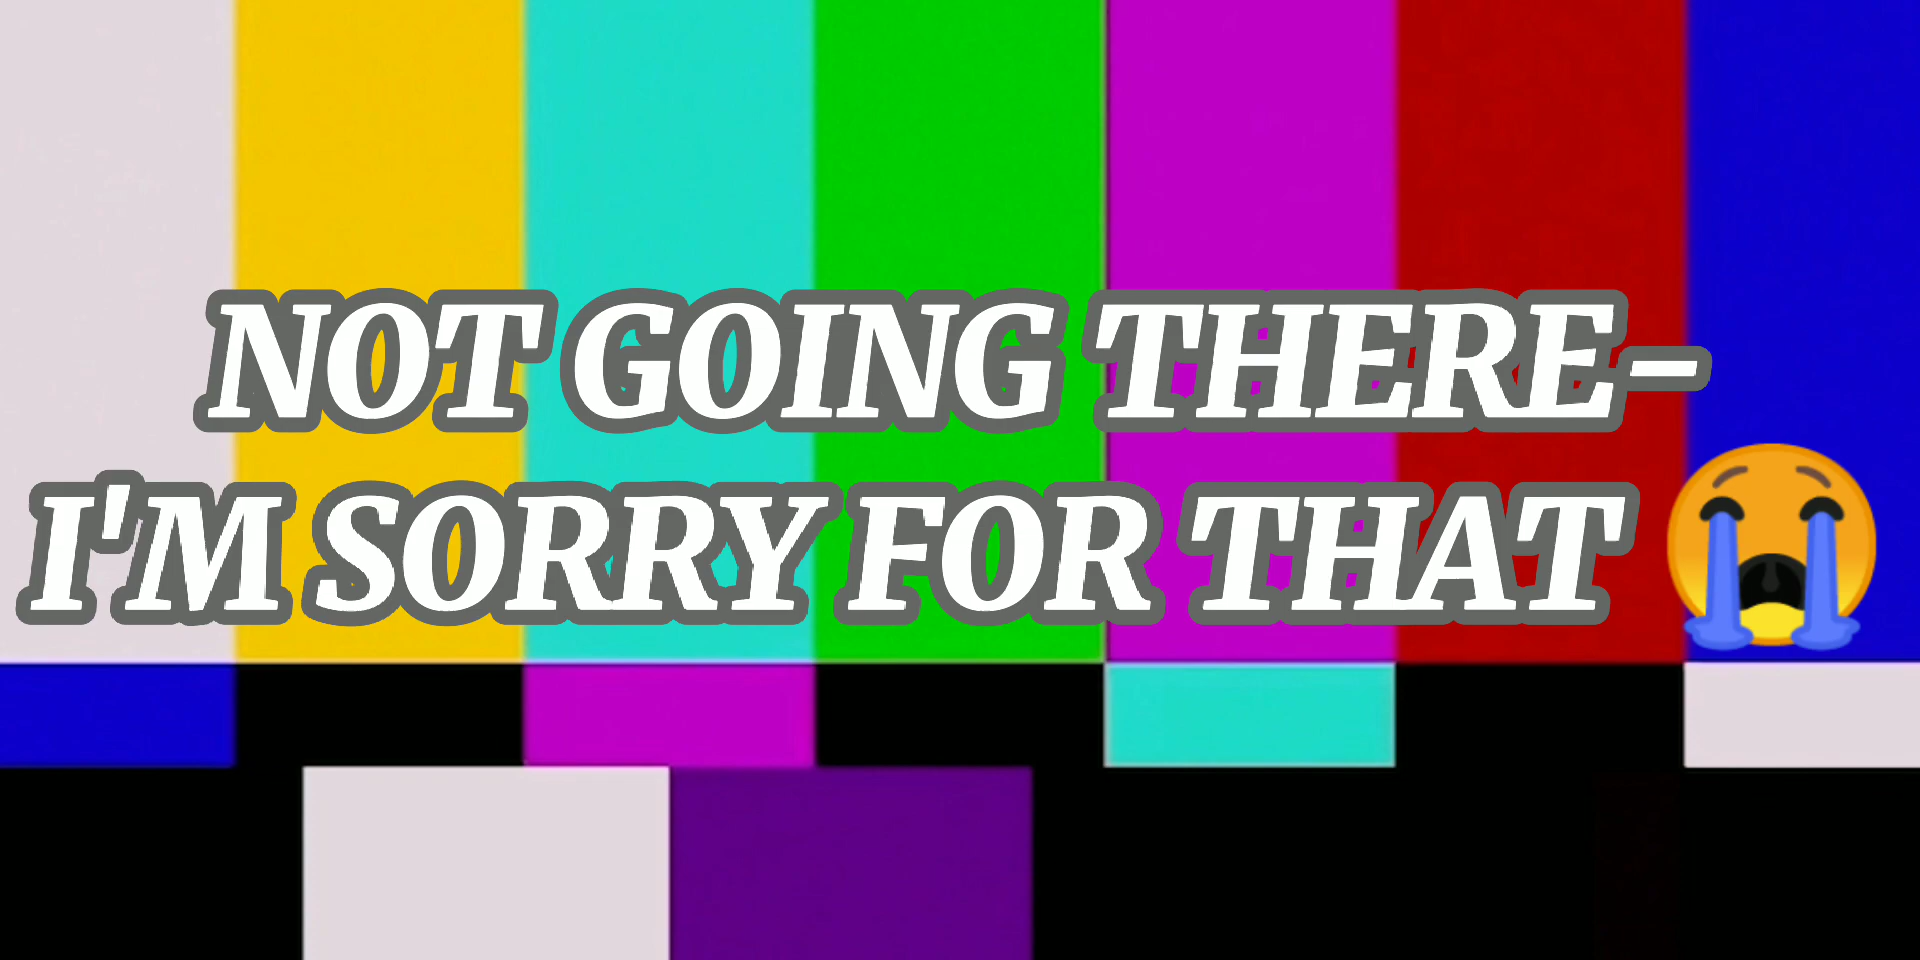 NOT GOING THERE-
I'M SORRY FOR THAT 😭